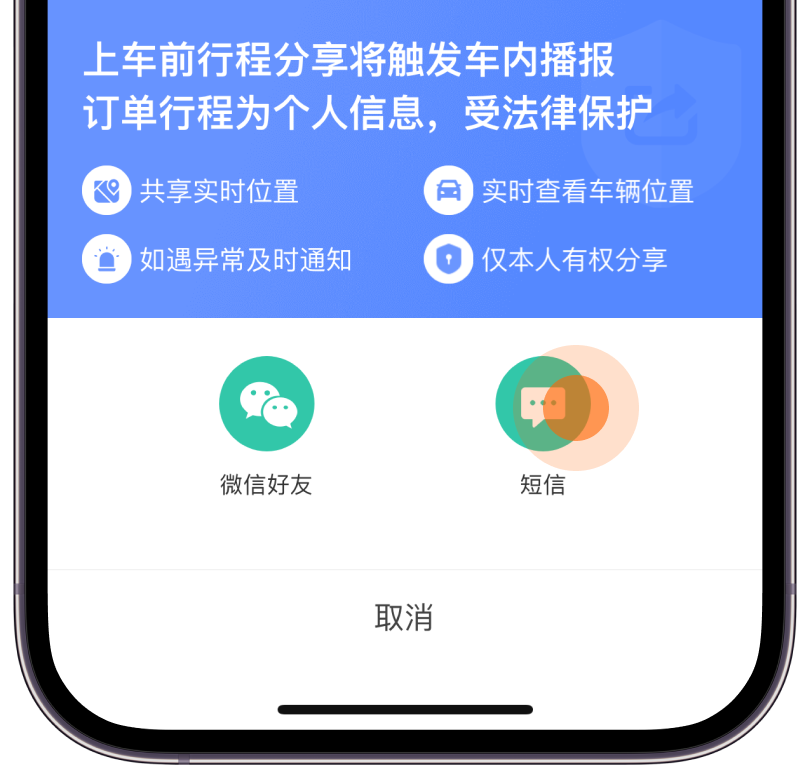 上车前行程分享将触发车内播报
订单行程为个人信息，受法律保护
共享实时位置
实时查看车辆位置
如遇异常及时通知
仅本人有权分享
微信好友
短信
取消